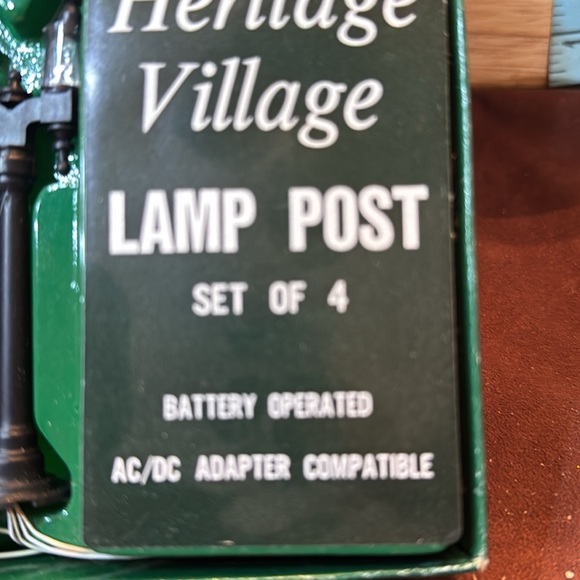 Heritage
Village
LAMP POST
SET OF 4
BATTERY OPERATED
AC/DC ADAPTER COMPATIBLE